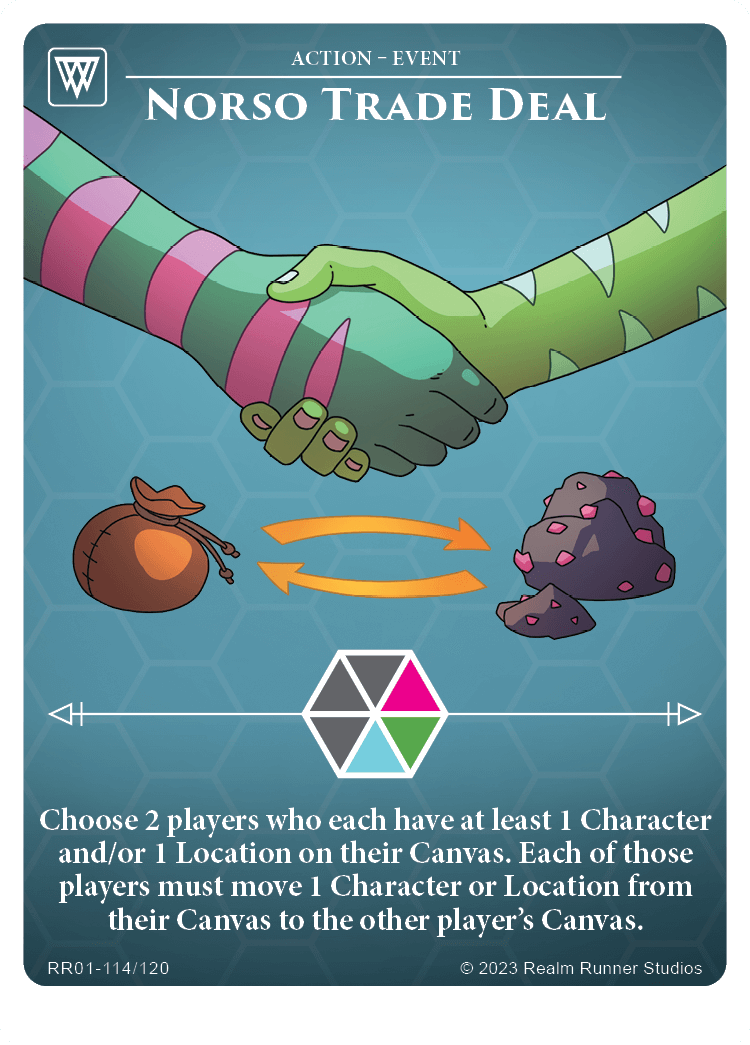 ACTION – EVENT
NORSO TRADE DEAL
Choose 2 players who each have at least 1 Character
and/or 1 Location on their Canvas. Each of those
players must move 1 Character or Location from
their Canvas to the other player’s Canvas.
RR01-114/120
© 2023 Realm Runner Studios